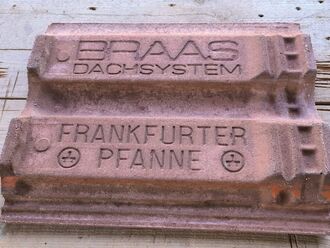 BRAAS
DACHSYSTEM
FRANKFURTER
PFANNE